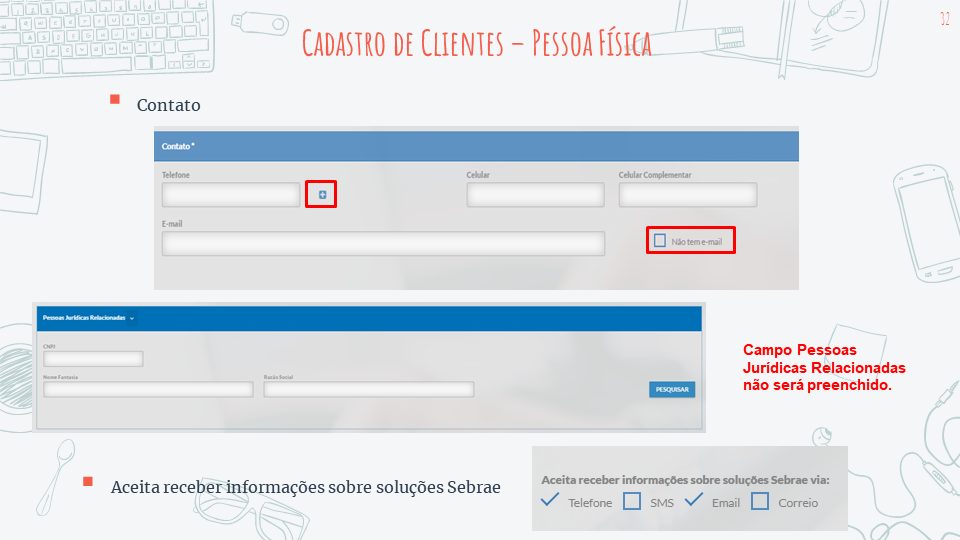 32
Cadastro de Clientes – Pessoa Física
Contato
Contato *
Telefone
Celular
Celular Complementar
E-mail
Não tem e-mail
Pessoas Jurídicas Relacionadas
CNPJ
Nome Fantasia
Razão Social
PESQUISAR
Campo Pessoas
Jurídicas Relacionadas
não será preenchido.
Aceita receber informações sobre soluções Sebrae
Aceita receber informações sobre soluções Sebrae via:
Telefone SMS Email Correio